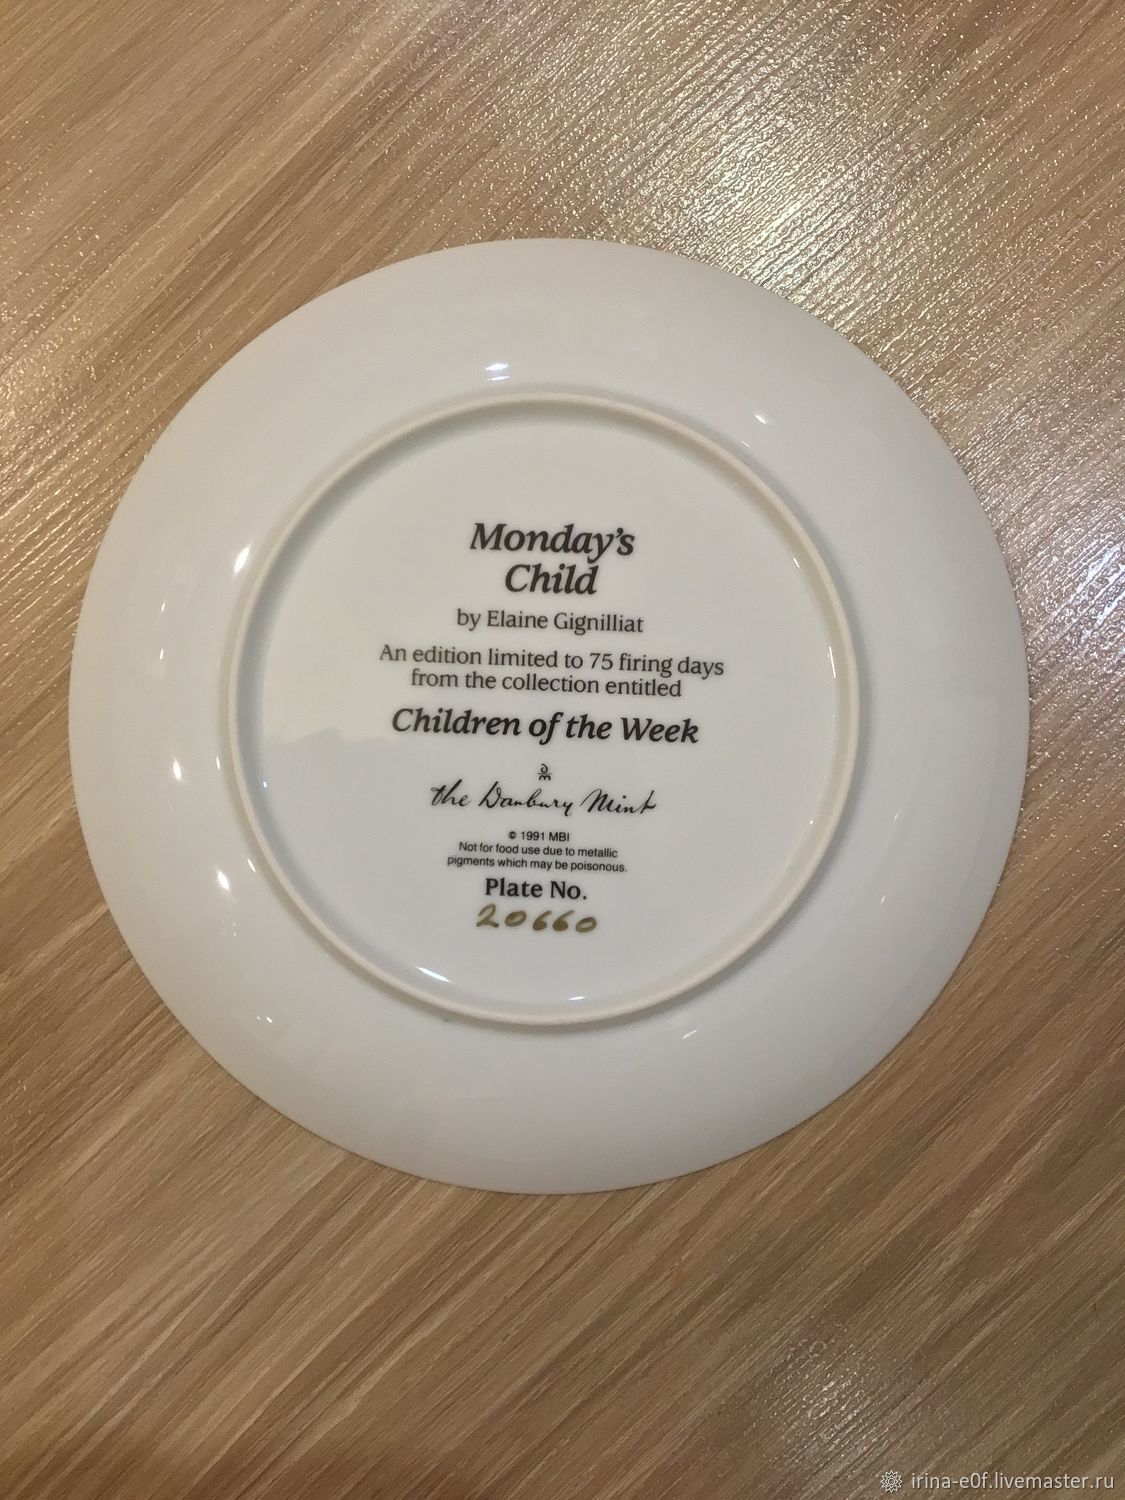 Monday's
Child
by Elaine Gignilliat
An edition limited to 75 firing days
from the collection entitled
Children of the Week
the Danbury Mint
© 1991 MBI
Not for food use due to metallic
pigments which may be poisonous.
Plate No.
20660
irina-e0f.livemaster.ru